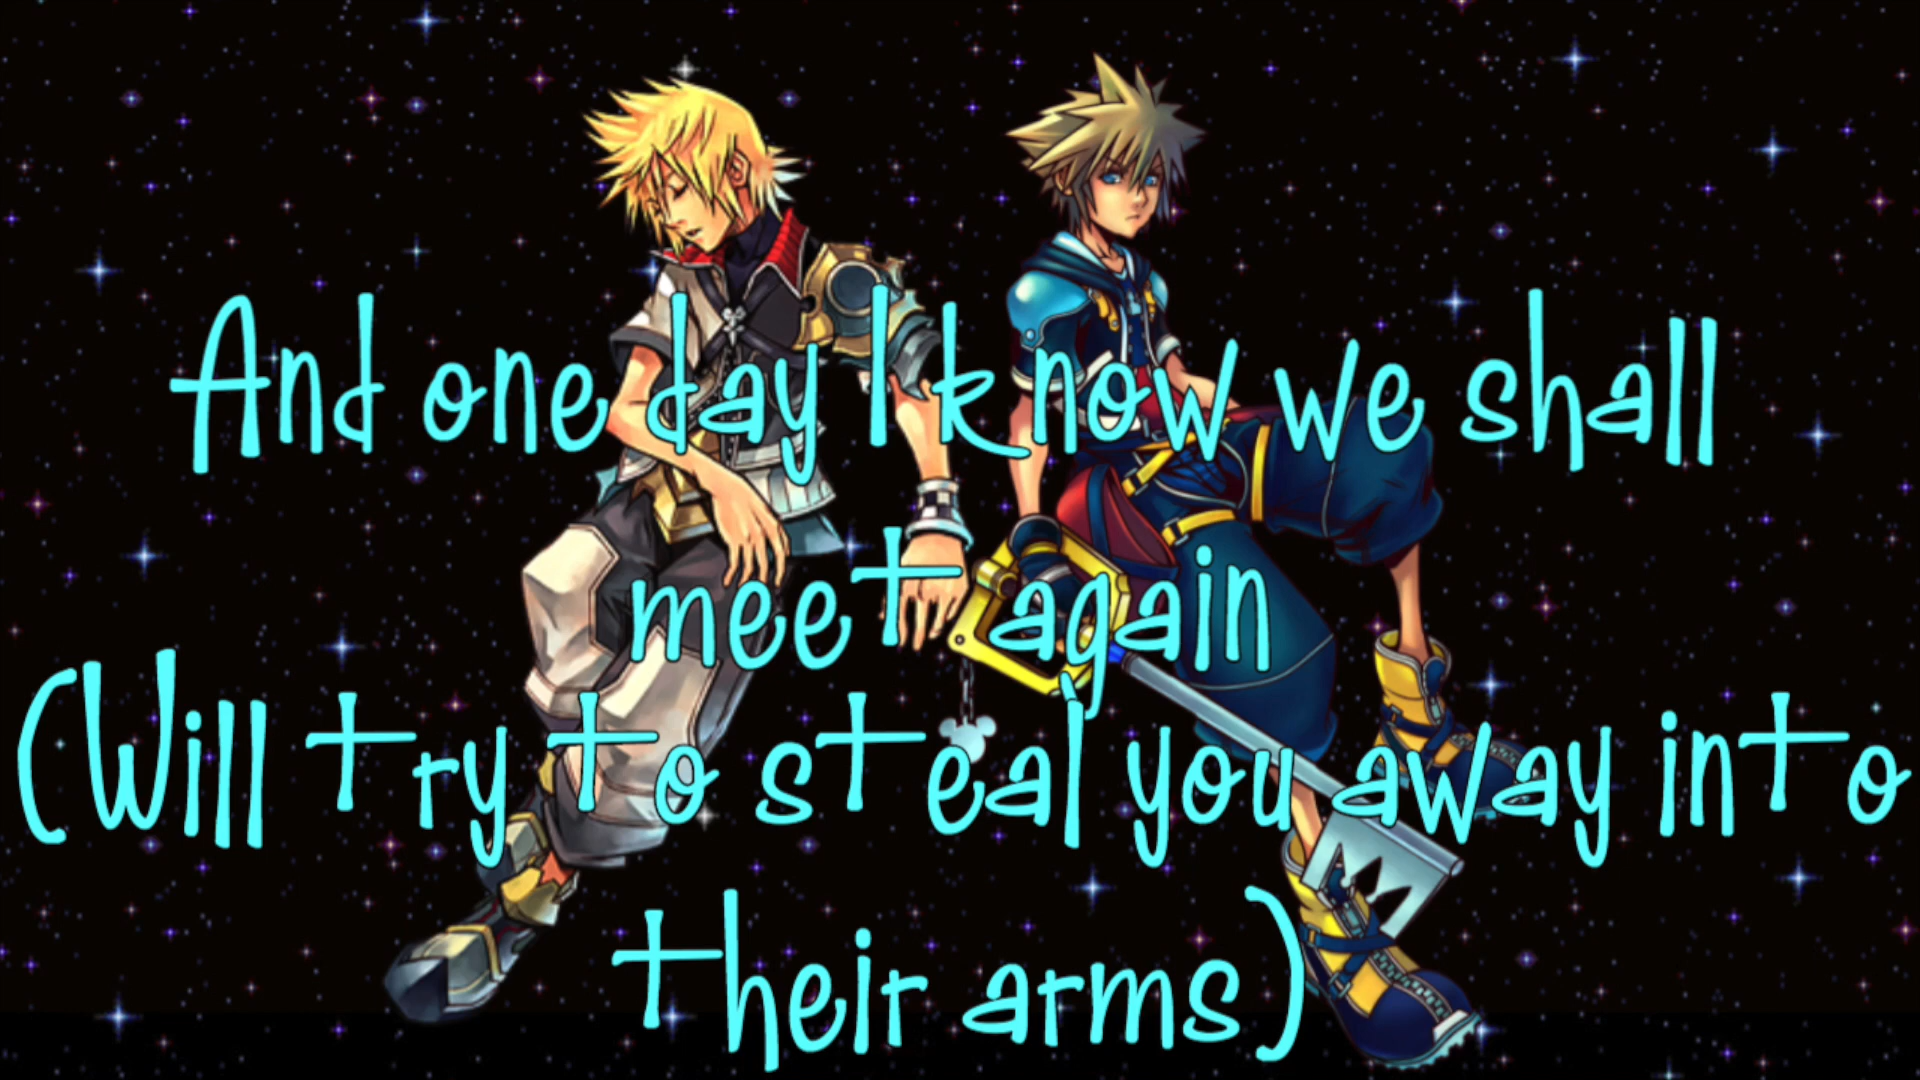 And one day I know we shall
meet again
(Will try to steal you away into
their arms)